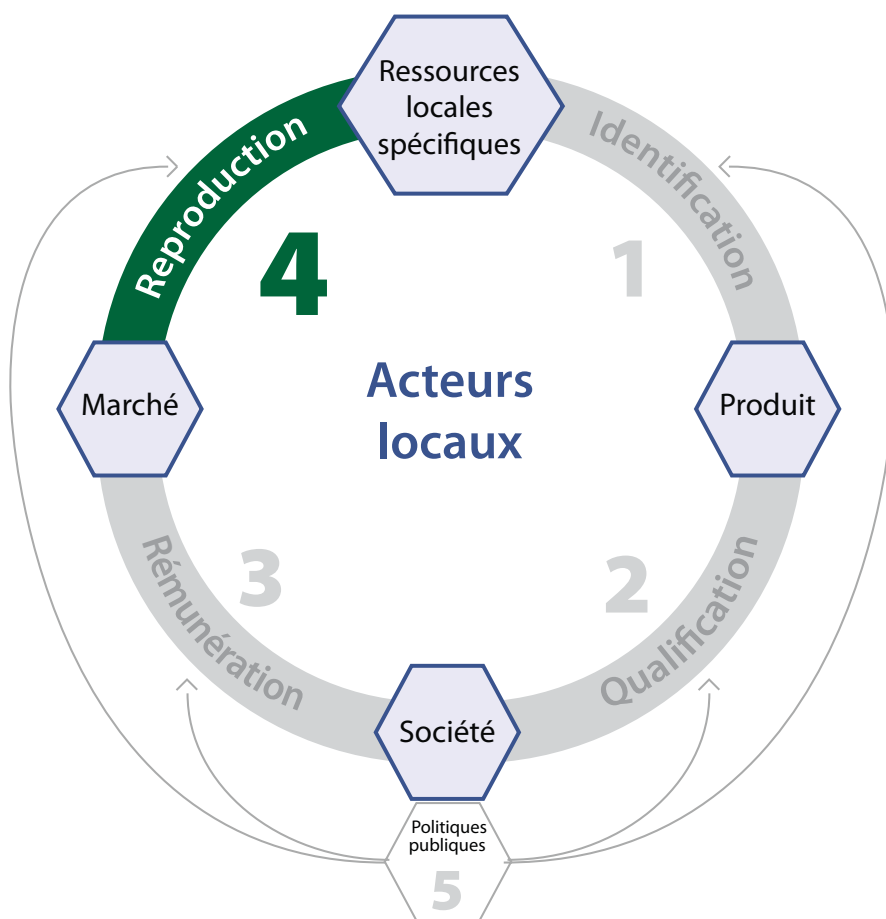 Ressources
locales
spécifiques
Identification
1
Produit
Qualification
2
Société
Rémunération
3
Marché
Reproduction
4
Acteurs
locaux
Politiques
publiques
5